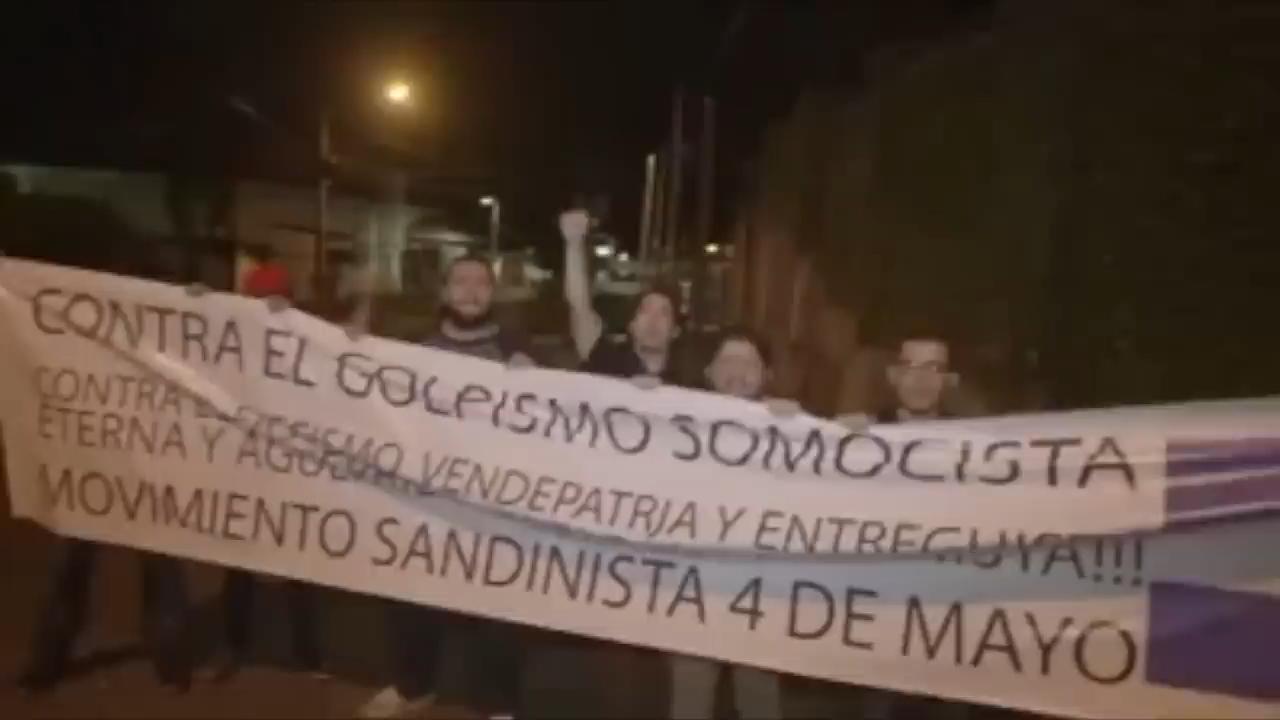 CONTRA EL GOLPISMO SOMOCISTA
CONTRA VENDEPATRIA Y ENTREGUYA!!!
ETERNA Y
MOVIMIENTO SANDINISTA 4 DE MAYO